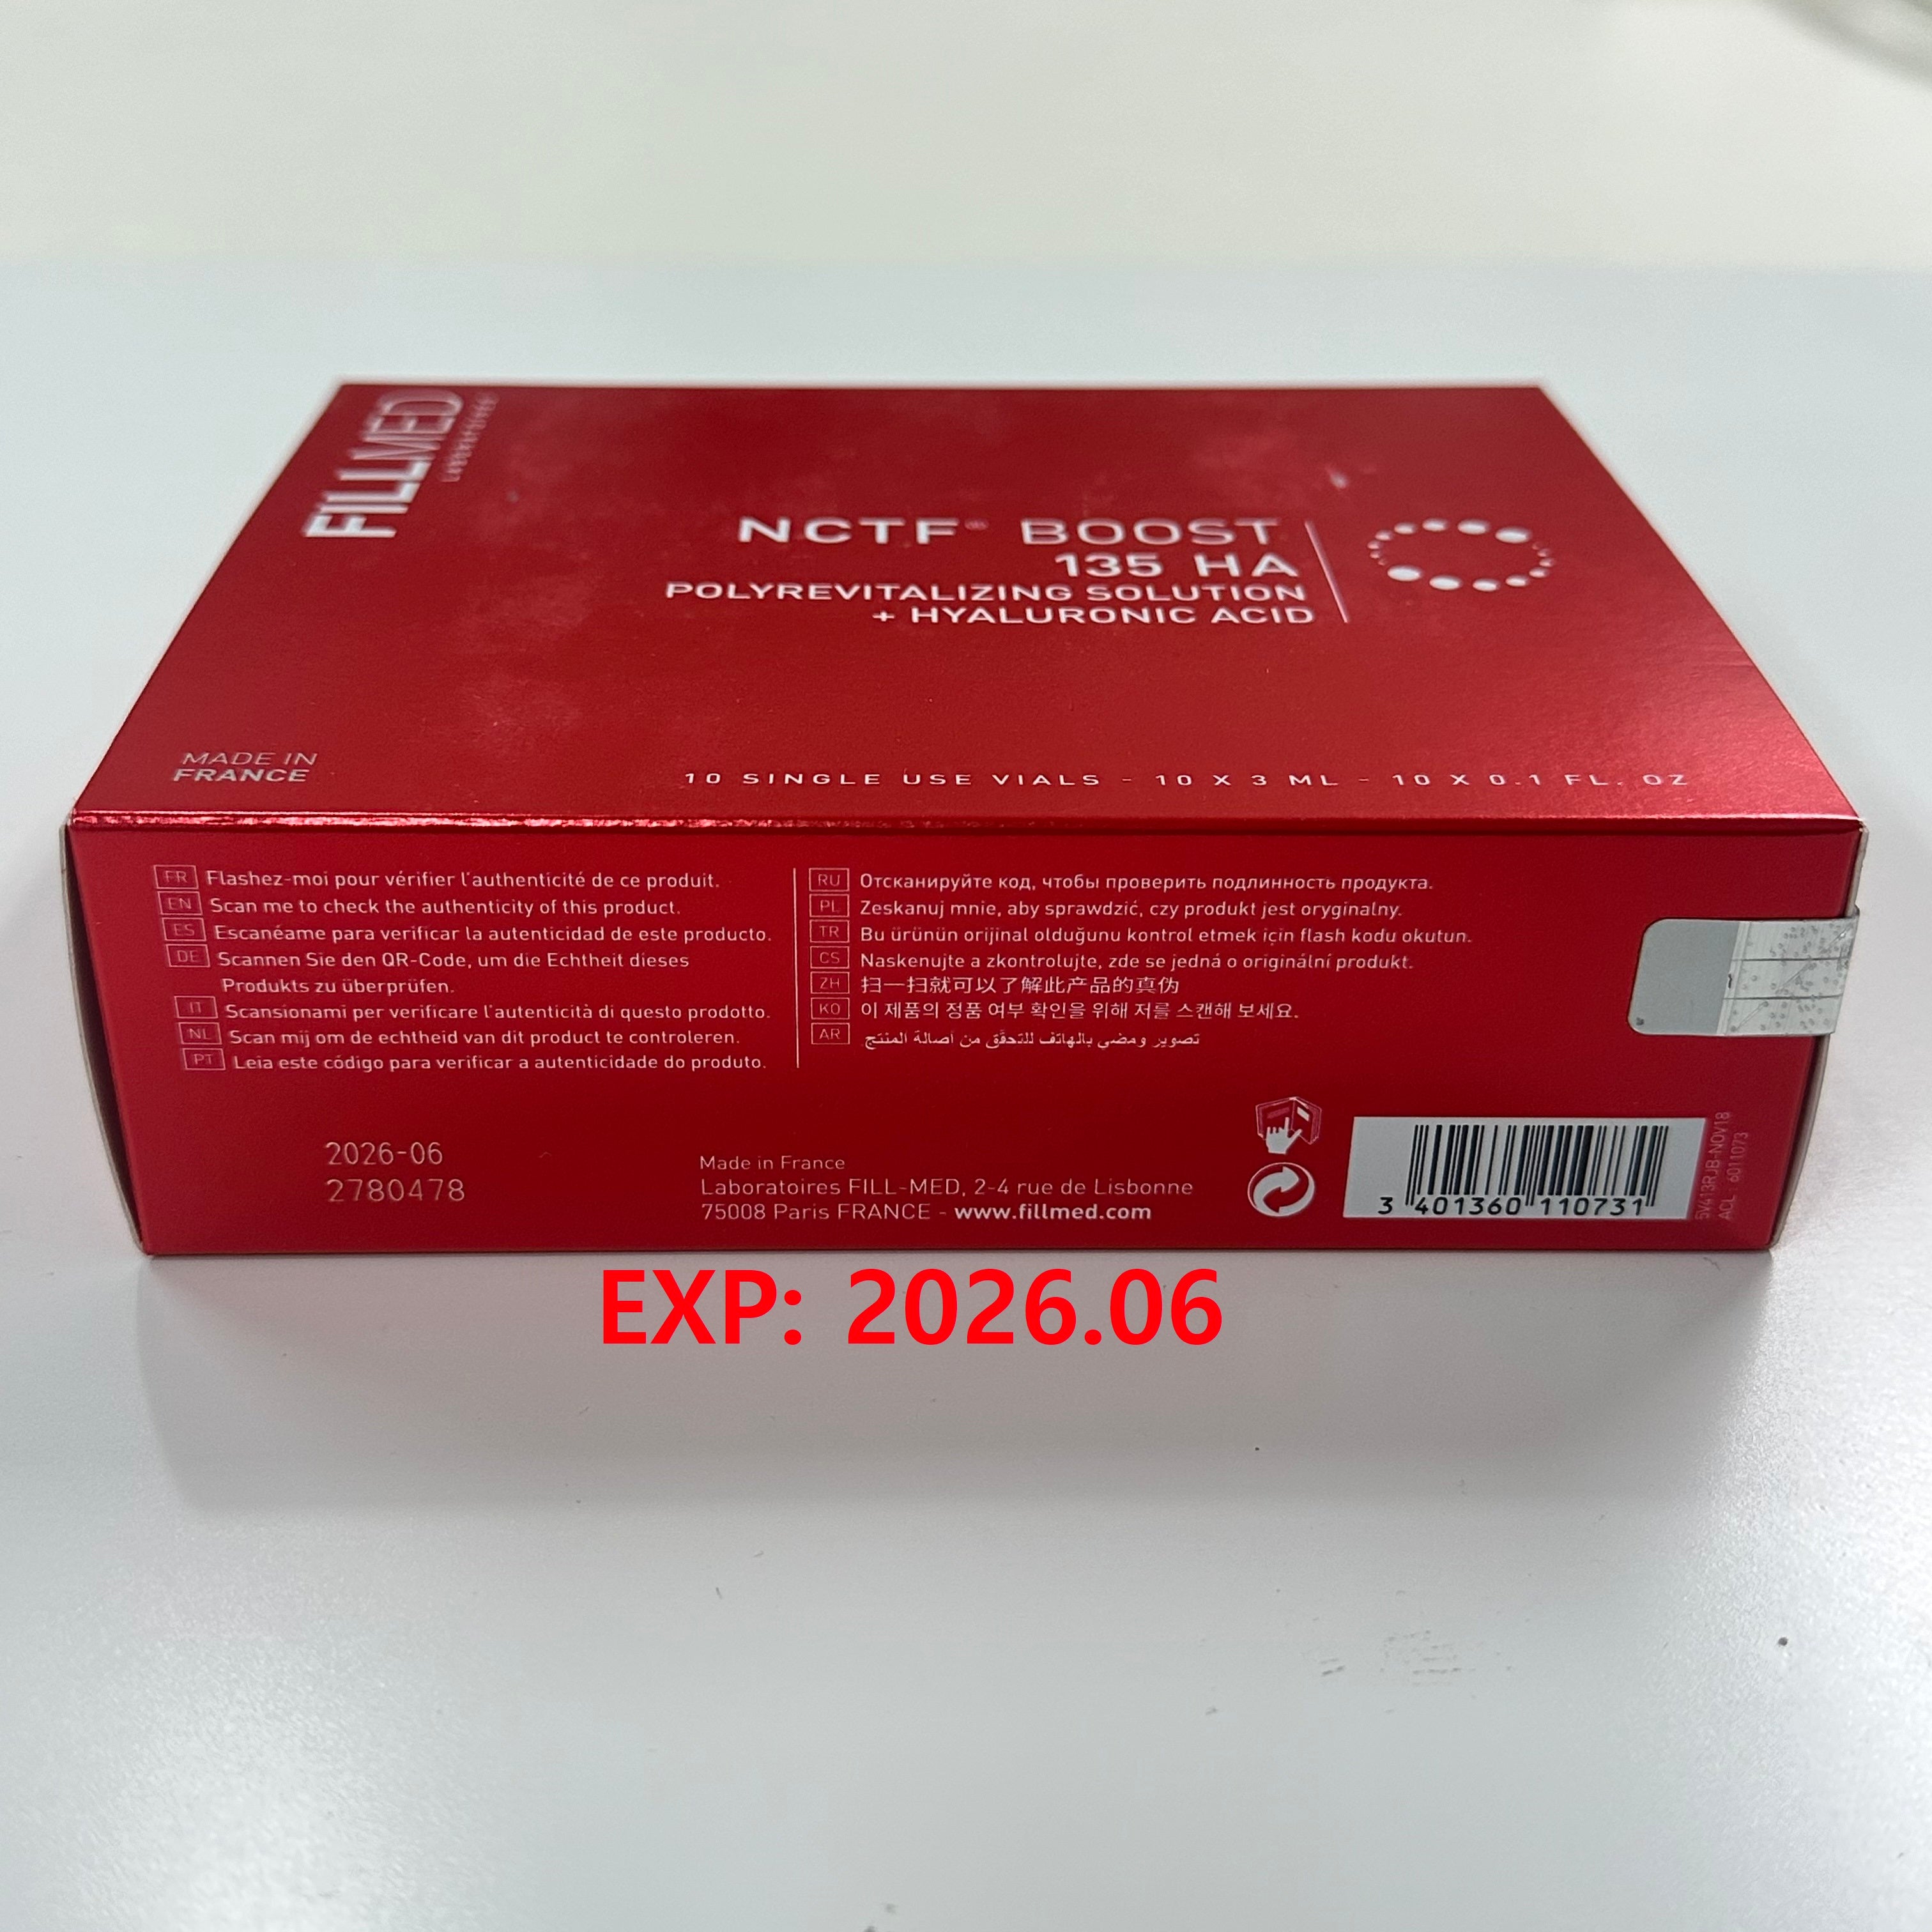 FILLMED
LABORATOIRES
NCTF® BOOST
135 HA
POLYREVITALIZING SOLUTION
+ HYALURONIC ACID
MADE IN
FRANCE
10 SINGLE USE VIALS - 10 X 3 ML - 10 X 0.1 FL. OZ
FR Flashez-moi pour vérifier l'authenticité de ce produit.
EN Scan me to check the authenticity of this product.
ES Escanéame para verificar la autenticidad de este producto.
DE Scannen Sie den QR-Code, um die Echtheit dieses
Produkts zu überprüfen.
IT Scansionami per verificare l'autenticità di questo prodotto.
NL Scan mij om de echtheid van dit product te controleren.
PT Leia este código para verificar a autenticidade do produto.
RU Отсканируйте код, чтобы проверить подлинность продукта.
PL Zeskanuj mnie, aby sprawdzić, czy produkt jest oryginalny.
TR Bu ürünün orijinal olduğunu kontrol etmek için flash kodu okutun.
CS Naskenujte a zkontrolujte, zde se jedná o originální produkt.
ZH 扫一扫就可以了解此产品的真伪
KO 이 제품의 정품 여부 확인을 위해 저를 스캔해 보세요.
AR تصوير ومضي بالهاتف للتحقّق من أصالة المنتج
2026-06
2780478
Made in France
Laboratoires FILL-MED, 2-4 rue de Lisbonne
75008 Paris FRANCE - www.fillmed.com
3 401360 110731
ACL 6011073
EXP: 2026.06